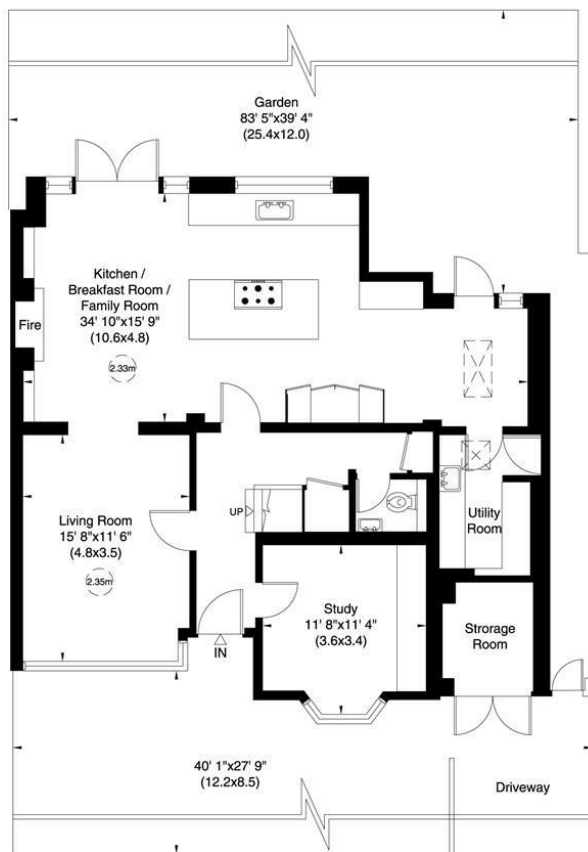 Garden
83' 5"x39' 4"
(25.4x12.0)
Kitchen /
Breakfast Room /
Family Room
34' 10"x15' 9"
(10.6x4.8)
Fire
2.33m
Living Room
15' 8"x11' 6"
(4.8x3.5)
2.35m
UP
Utility
Room
Study
11' 8"x11' 4"
(3.6x3.4)
Strorage
Room
IN
40' 1"x27' 9"
(12.2x8.5)
Driveway